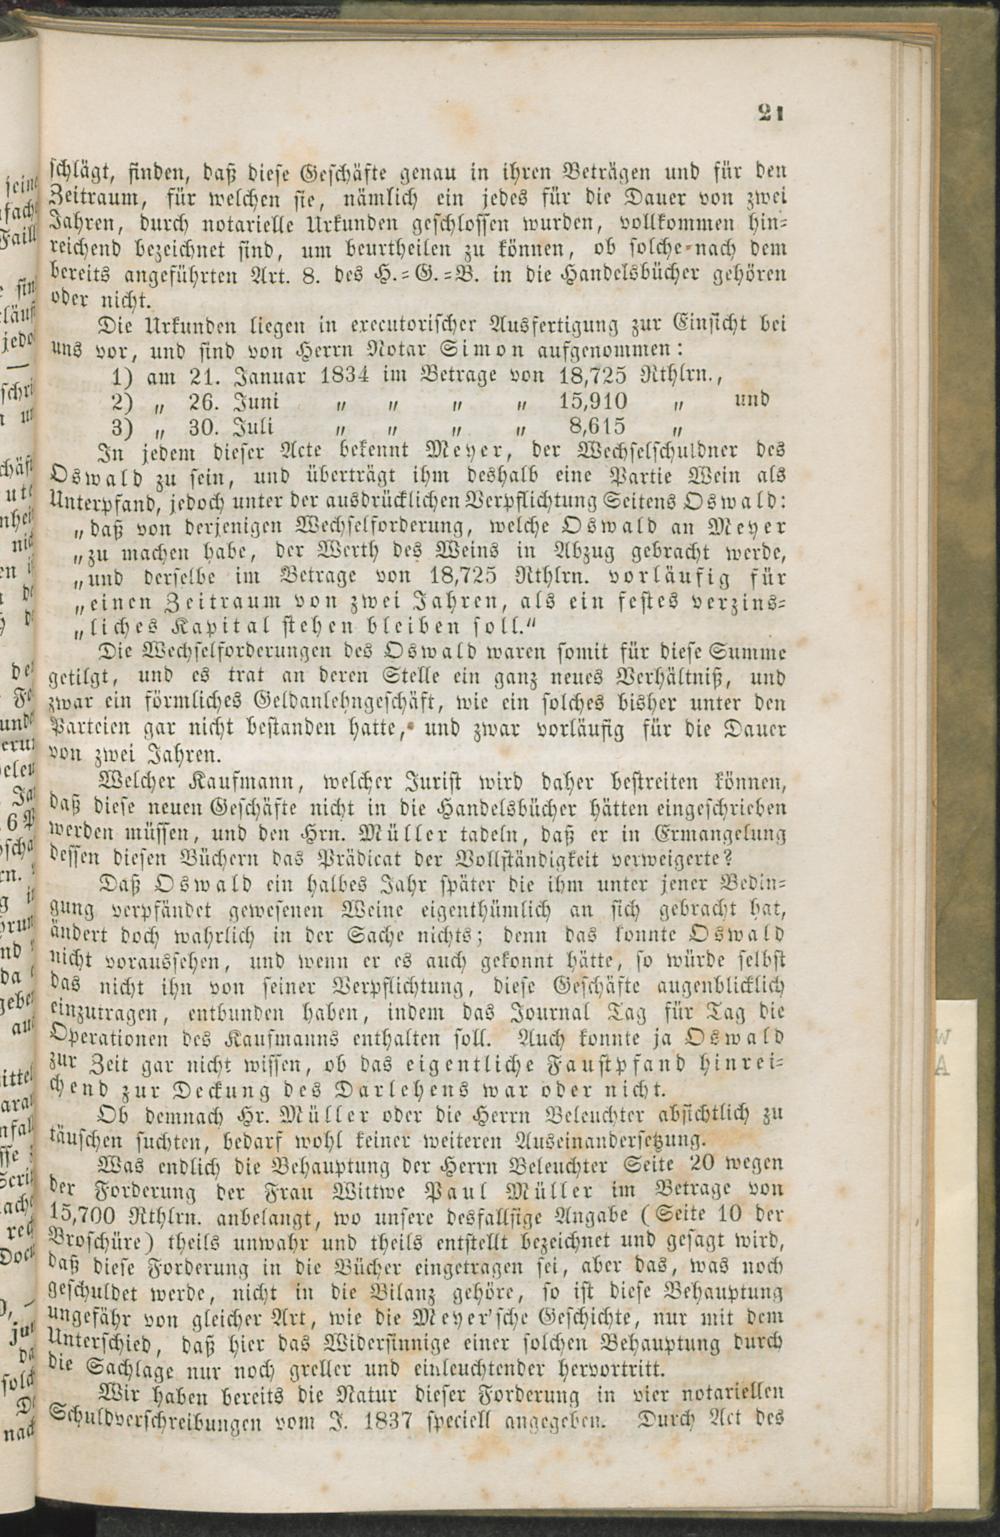 21
schlägt, finden, daß diese Geschäfte genau in ihren Beträgen und für den
Zeitraum, für welchen sie, nämlich ein jedes für die Dauer von zwei
Jahren, durch notarielle Urkunden geschlossen wurden, vollkommen hin-
reichend bezeichnet sind, um beurtheilen zu können, ob solche nach dem
bereits angeführten Art. 8. des H.-G.-B. in die Handelsbücher gehören
oder nicht.
Die Urkunden liegen in executorischer Ausfertigung zur Einsicht bei
uns vor, und sind von Herrn Notar Simon aufgenommen:
1) am 21. Januar 1834 im Betrage von 18,725 Rthlrn.,
2) „ 26. Juni „ „ „ „ 15,910 „ und
3) „ 30. Juli „ „ „ „ 8,615 „
In jedem dieser Acte bekennt Meyer, der Wechselschuldner des
Oswald zu sein, und überträgt ihm deshalb eine Partie Wein als
Unterpfand, jedoch unter der ausdrücklichen Verpflichtung Seitens Oswald:
„daß von derjenigen Wechselforderung, welche Oswald an Meyer
„zu machen habe, der Werth des Weins in Abzug gebracht werde,
„und derselbe im Betrage von 18,725 Rthlrn. vorläufig für
„einen Zeitraum von zwei Jahren, als ein festes verzins-
„liches Kapital stehen bleiben soll.“
Die Wechselforderungen des Oswald waren somit für diese Summe
getilgt, und es trat an deren Stelle ein ganz neues Verhältniß, und
zwar ein förmliches Geldanlehngeschäft, wie ein solches bisher unter den
Parteien gar nicht bestanden hatte, und zwar vorläufig für die Dauer
von zwei Jahren.
Welcher Kaufmann, welcher Jurist wird daher bestreiten können,
daß diese neuen Geschäfte nicht in die Handelsbücher hätten eingeschrieben
werden müssen, und den Hrn. Müller tadeln, daß er in Ermangelung
dessen diesen Büchern das Prädicat der Vollständigkeit verweigerte?
Daß Oswald ein halbes Jahr später die ihm unter jener Bedin-
gung verpfändet gewesenen Weine eigenthümlich an sich gebracht hat,
ändert doch wahrlich in der Sache nichts; denn das konnte Oswald
nicht voraussehen, und wenn er es auch gekonnt hätte, so würde selbst
das nicht ihn von seiner Verpflichtung, diese Geschäfte augenblicklich
einzutragen, entbunden haben, indem das Journal Tag für Tag die
Operationen des Kaufmanns enthalten soll. Auch konnte ja Oswald
zur Zeit gar nicht wissen, ob das eigentliche Faustpfand hinrei-
chend zur Deckung des Darlehens war oder nicht.
Ob demnach Hr. Müller oder die Herrn Beleuchter absichtlich zu
täuschen suchten, bedarf wohl keiner weiteren Auseinandersetzung.
Was endlich die Behauptung der Herrn Beleuchter Seite 20 wegen
der Forderung der Frau Wittwe Paul Müller im Betrage von
15,700 Rthlrn. anbelangt, wo unsere desfallsige Angabe (Seite 10 der
Broschüre) theils unwahr und theils entstellt bezeichnet und gesagt wird,
daß diese Forderung in die Bücher eingetragen sei, aber das, was noch
geschuldet werde, nicht in die Bilanz gehöre, so ist diese Behauptung
ungefähr von gleicher Art, wie die Meyer'sche Geschichte, nur mit dem
Unterschied, daß hier das Widersinnige einer solchen Behauptung durch
die Sachlage nur noch greller und einleuchtender hervortritt.
Wir haben bereits die Natur dieser Forderung in vier notariellen
Schuldverschreibungen vom J. 1837 speciell angegeben. Durch Act des